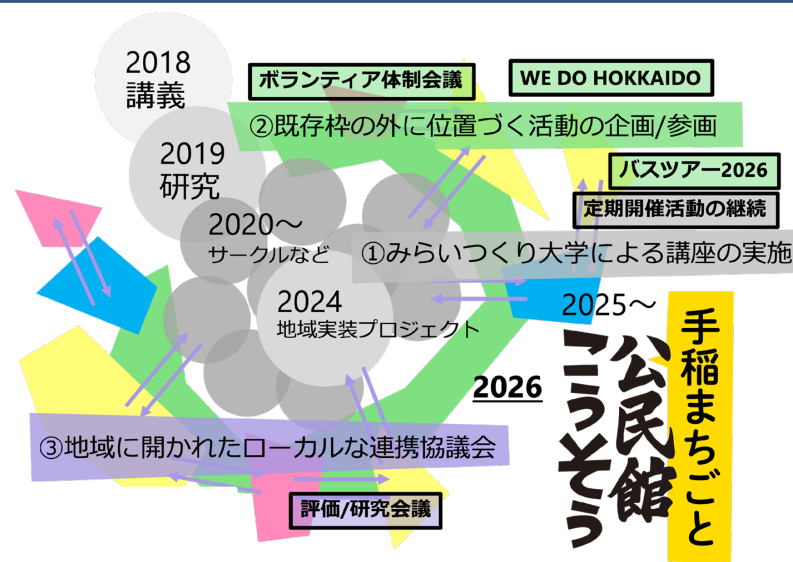 2018
講義
ボランティア体制会議
WE DO HOKKAIDO
②既存枠の外に位置づく活動の企画/参画
2019
研究
バスツアー2026
定期開催活動の継続
2020～
サークルなど
①みらいつくり大学による講座の実施
2024
地域実装プロジェクト
2025～
手稲まちごと
公民館
こうそう
2026
③地域に開かれたローカルな連携協議会
評価/研究会議